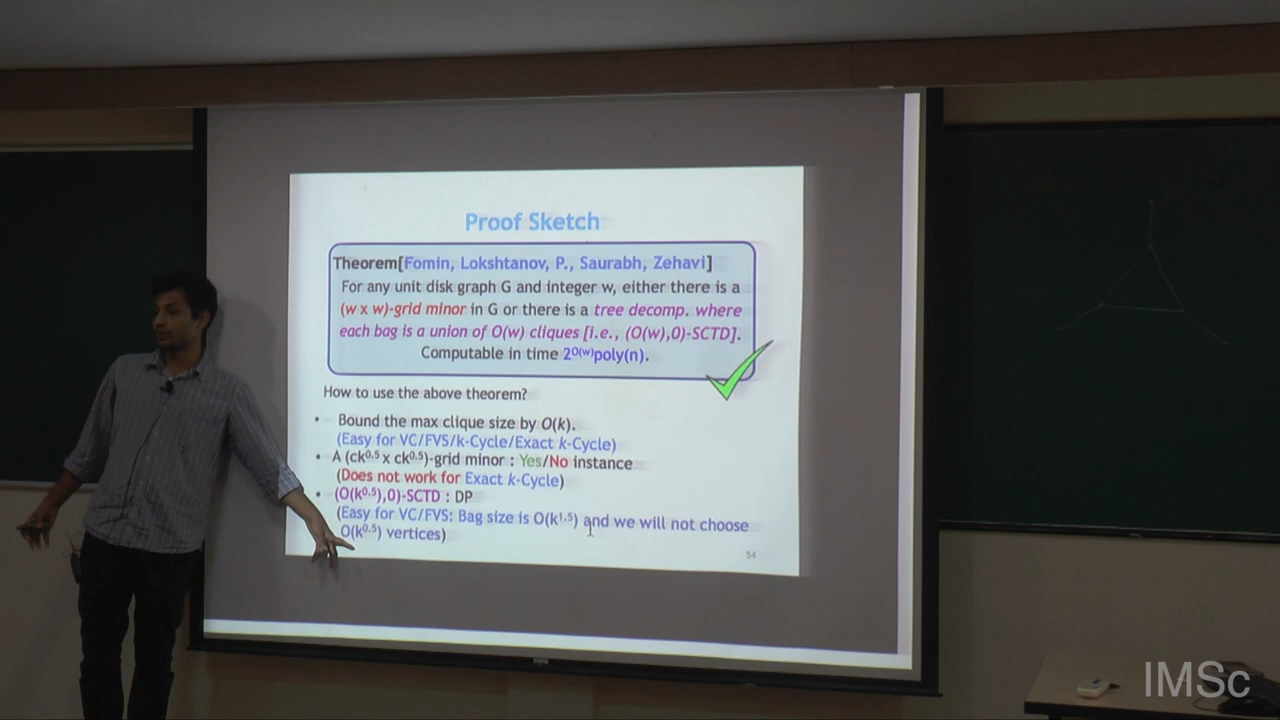 Proof Sketch
Theorem[Fomin, Lokshtanov, P., Saurabh, Zehavi]
For any unit disk graph G and integer w, either there is a
(w x w)-grid minor in G or there is a tree decomp. where
each bag is a union of O(w) cliques [i.e., (O(w),0)-SCTD].
Computable in time 2^O(w)poly(n).
How to use the above theorem?
• Bound the max clique size by O(k).
(Easy for VC/FVS/k-Cycle/Exact k-Cycle)
• A (ck^0.5 x ck^0.5)-grid minor : Yes/No instance
(Does not work for Exact k-Cycle)
• (O(k^0.5),0)-SCTD : DP
(Easy for VC/FVS: Bag size is O(k^1.5) and we will not choose
O(k^0.5) vertices)
54
IMSc